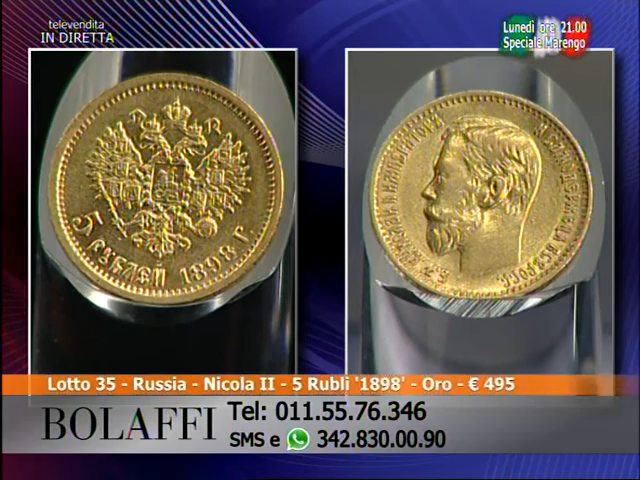 televendita
IN DIRETTA
Lunedì ore 21.00
Speciale Marengo
5 РУБЛЕЙ 1898 Г
Lotto 35 - Russia - Nicola II - 5 Rubli '1898' - Oro - € 495
BOLAFFI
Tel: 011.55.76.346
SMS e 342.830.00.90